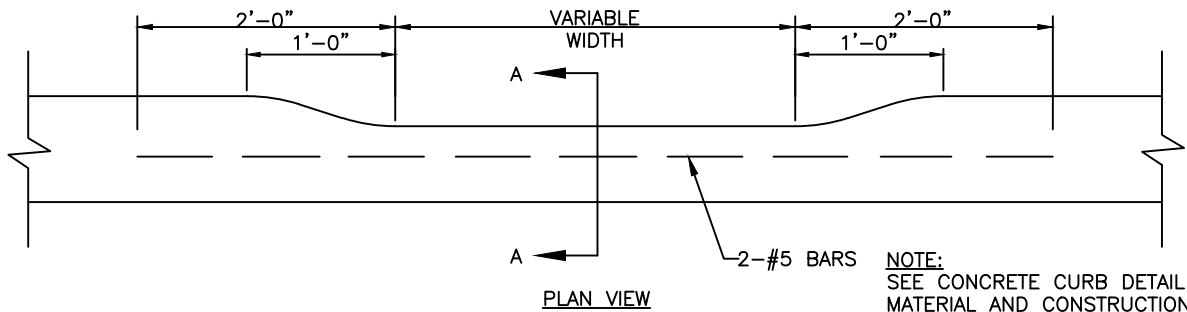 2'-0"
VARIABLE
WIDTH
2'-0"
1'-0"
1'-0"
A
A
2-#5 BARS
PLAN VIEW
NOTE:
SEE CONCRETE CURB DETAIL
MATERIAL AND CONSTRUCTION